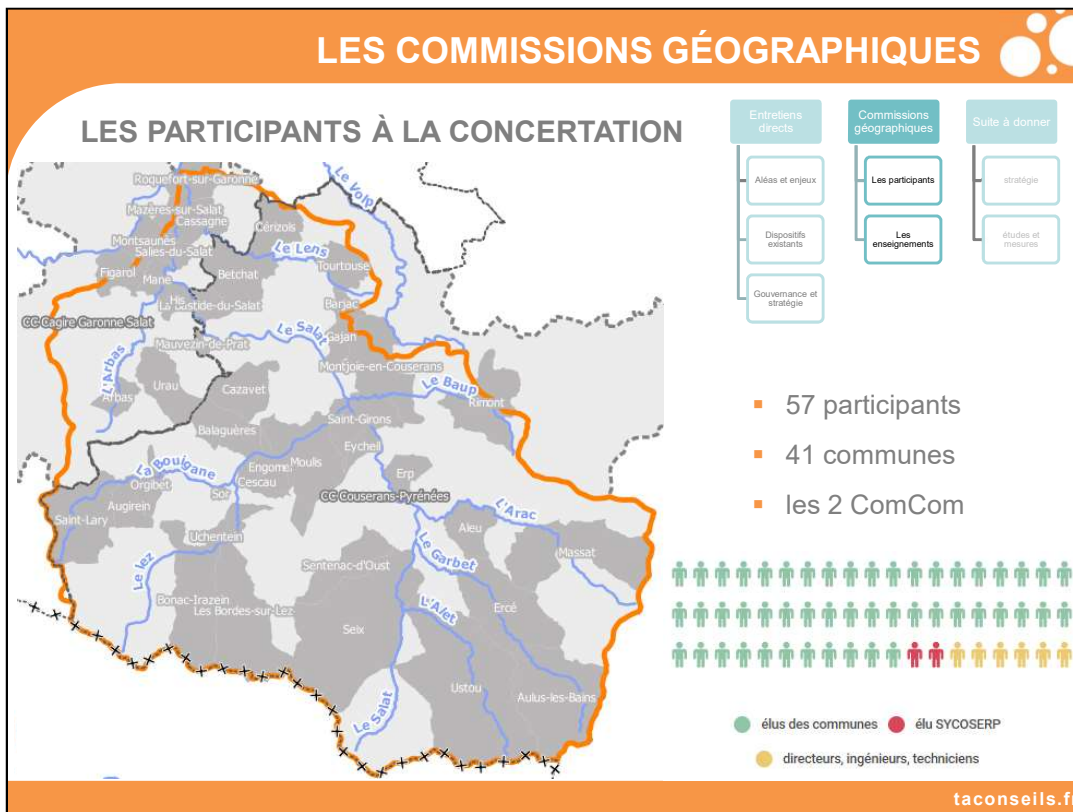 LES COMMISSIONS GÉOGRAPHIQUES
LES PARTICIPANTS À LA CONCERTATION
Entretiens
directs
Aléas et enjeux
Dispositifs
existants
Gouvernance et
stratégie
Commissions
géographiques
Les participants
Les
enseignements
Suite à donner
stratégie
études et
mesures
Roquefort-sur-Garonne
Le Volp
Mazères-sur-Salat
Cassagne
Cérizols
Montsaunès
Salies-du-Salat
Le Lens
Tourtouse
Figarol
Mane
Betchat
His
La Bastide-du-Salat
Barjac
CC Cagire Garonne Salat
Le Salat
Gajan
Mauvezin-de-Prat
Montjoie-en-Couserans
L'Arbas
Urau
Cazavet
Le Baup
Arbas
Rimont
Saint-Girons
Balaguères
Eycheil
La Bouigane
Engomer
Moulis
Erp
Orgibet
Cescau
Sor
CC Couserans-Pyrénées
Augirein
L'Arac
Saint-Lary
Aleu
Uchentein
Massat
Le Garbet
Le lez
Sentenac-d'Oust
L'Alet
Ercé
Bonac-Irazein
Les Bordes-sur-Lez
Seix
Ustou
Aulus-les-Bains
Le Salat
▪ 57 participants
▪ 41 communes
▪ les 2 ComCom
élus des communes
élu SYCOSERP
directeurs, ingénieurs, techniciens